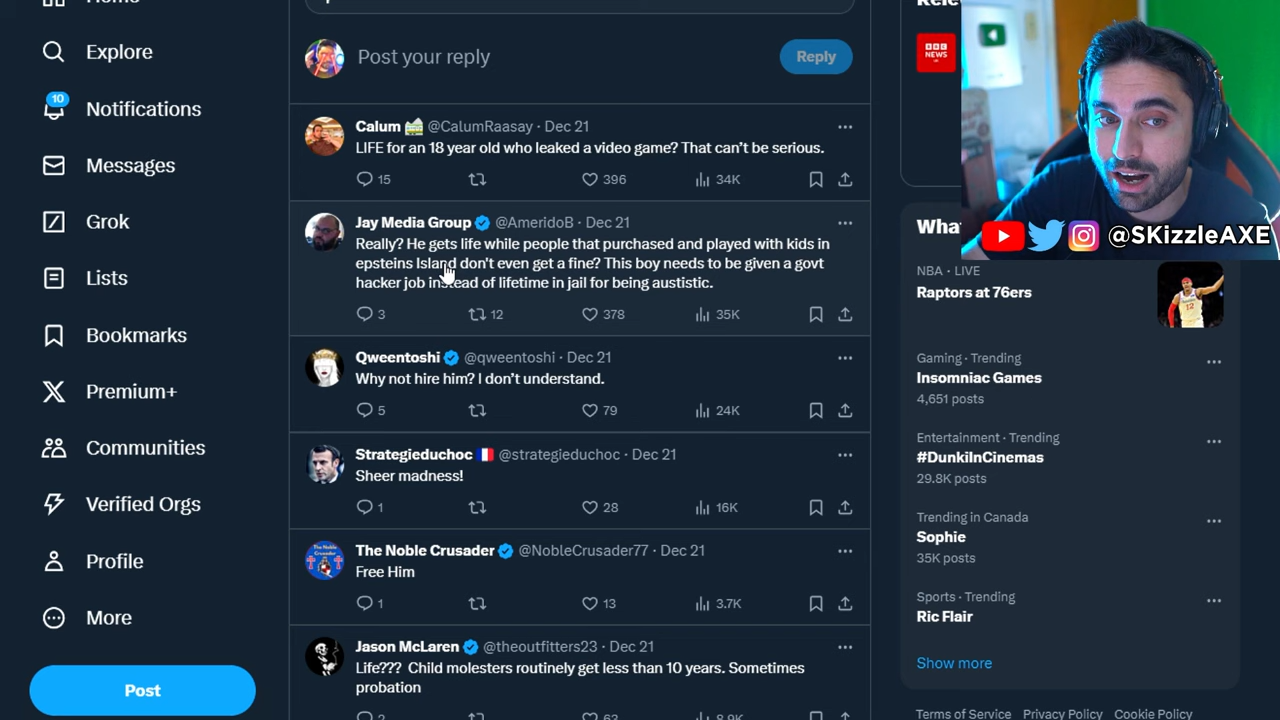 Explore
10
Notifications
Messages
Grok
Lists
Bookmarks
Premium+
Communities
Verified Orgs
Profile
More
Post
Post your reply
Reply
Calum @CalumRaasay · Dec 21
LIFE for an 18 year old who leaked a video game? That can't be serious.
15 396 34K
Jay Media Group @AmeridoB · Dec 21
Really? He gets life while people that purchased and played with kids in
epsteins Island don't even get a fine? This boy needs to be given a govt
hacker job instead of lifetime in jail for being austistic.
3 12 378 35K
Qweentoshi @qweentoshi · Dec 21
Why not hire him? I don't understand.
5 79 24K
Strategieduchoc @strategieduchoc · Dec 21
Sheer madness!
1 28 16K
The Noble Crusader @NobleCrusader77 · Dec 21
Free Him
1 13 3.7K
Jason McLaren @theoutfitters23 · Dec 21
Life??? Child molesters routinely get less than 10 years. Sometimes
probation
BBC
NEWS
@SKizzleAXE
NBA · LIVE
Raptors at 76ers
Gaming · Trending
Insomniac Games
4,651 posts
Entertainment · Trending
#DunkiInCinemas
29.8K posts
Trending in Canada
Sophie
35K posts
Sports · Trending
Ric Flair
Show more
Terms of Service Privacy Policy Cookie Policy